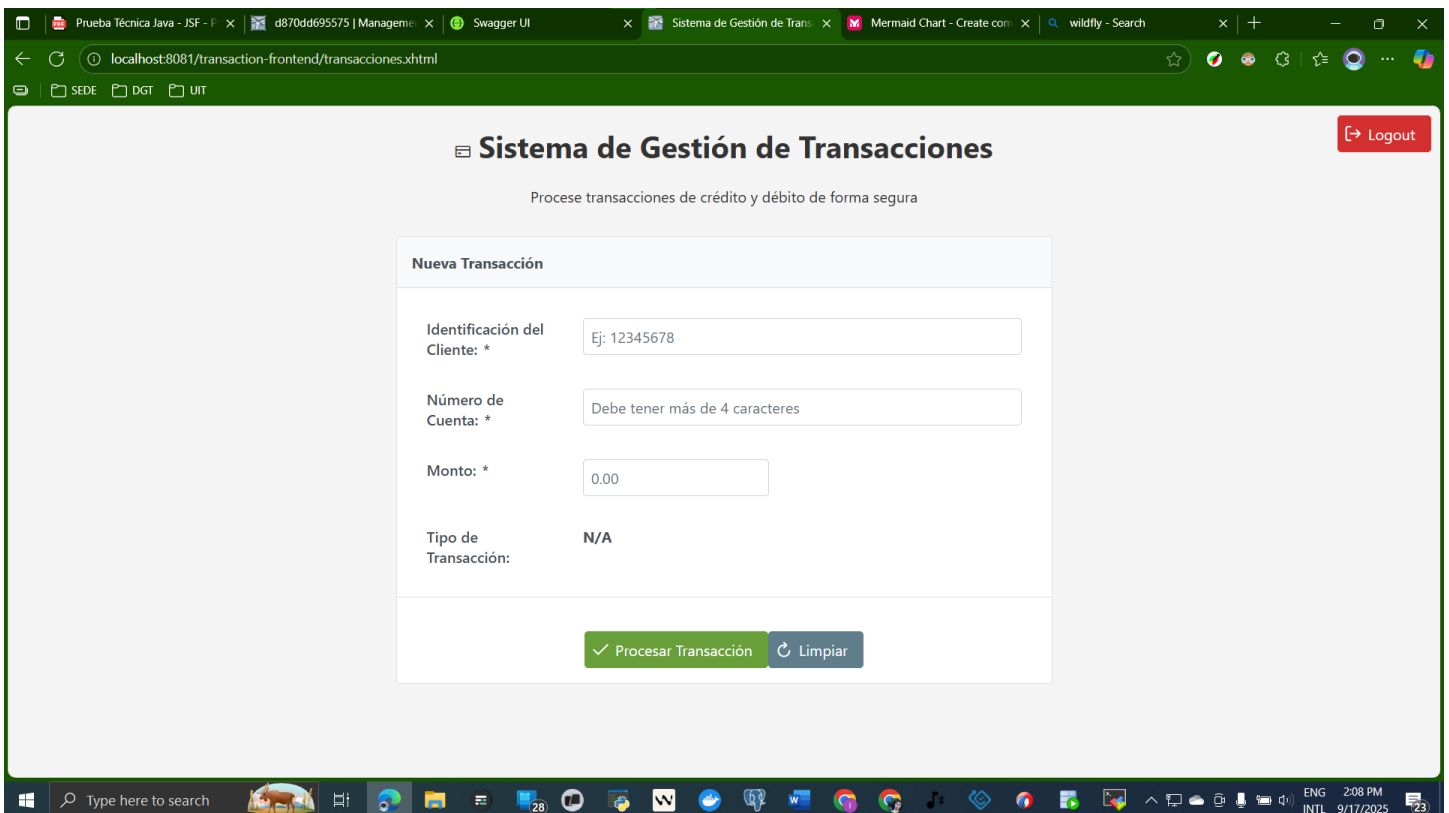 Prueba Técnica Java - JSF - P
d870dd695575 | Manageme
Swagger UI
Sistema de Gestión de Trans
Mermaid Chart - Create com
wildfly - Search
localhost:8081/transaction-frontend/transacciones.xhtml
SEDE
DGT
UIT
Logout
Sistema de Gestión de Transacciones
Procese transacciones de crédito y débito de forma segura
Nueva Transacción
Identificación del
Cliente: *
Ej: 12345678
Número de
Cuenta: *
Debe tener más de 4 caracteres
Monto: *
0.00
Tipo de
Transacción:
N/A
Procesar Transacción
Limpiar
Type here to search
28
ENG
INTL
2:08 PM
9/17/2025
23